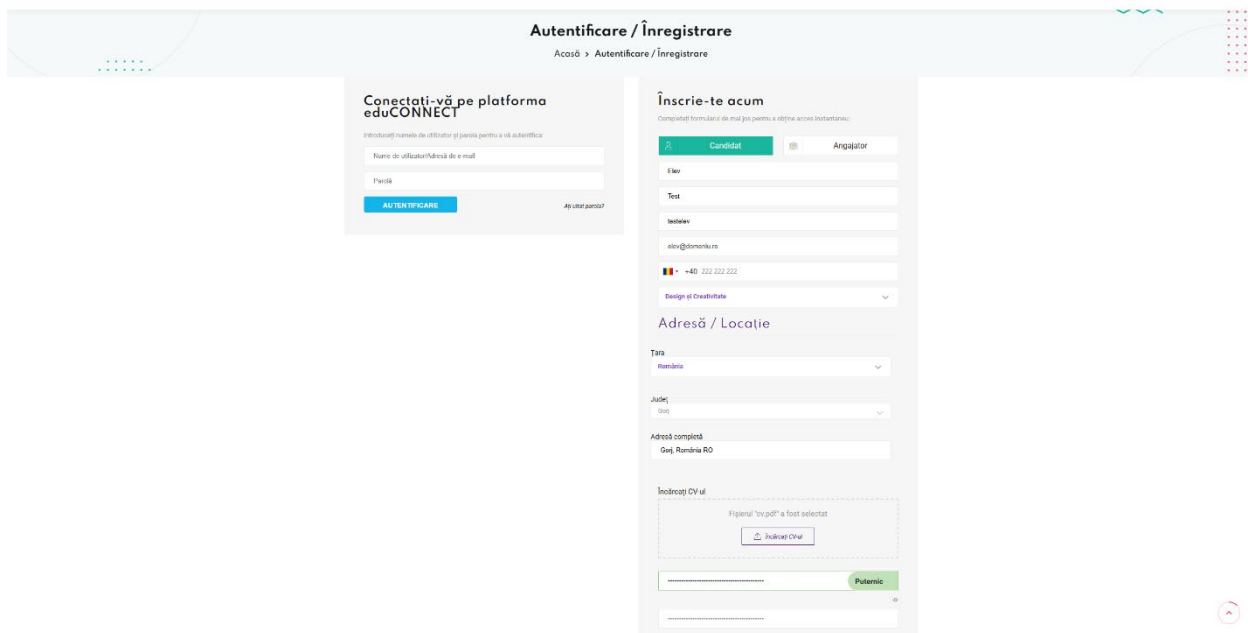 Autentificare / Înregistrare
Acasă > Autentificare / Înregistrare
Conectați-vă pe platforma
eduCONNECT
Introduceți numele de utilizator și parola pentru a vă autentifica:
Nume de utilizator/Adresă de e-mail
Parolă
AUTENTIFICARE
Ați uitat parola?
Înscrie-te acum
Completați formularul de mai jos pentru a obține acces instantaneu:
Candidat
Angajator
Elev
Test
testelev
elev@domeniu.ro
+40 222 222 222
Design și Creativitate
Adresă / Locație
Țara
România
Județ
Gorj
Adresă completă
Gorj, România RO
Încărcați CV-ul
Fișierul "cv.pdf" a fost selectat
Încărcați CV-ul
Puternic